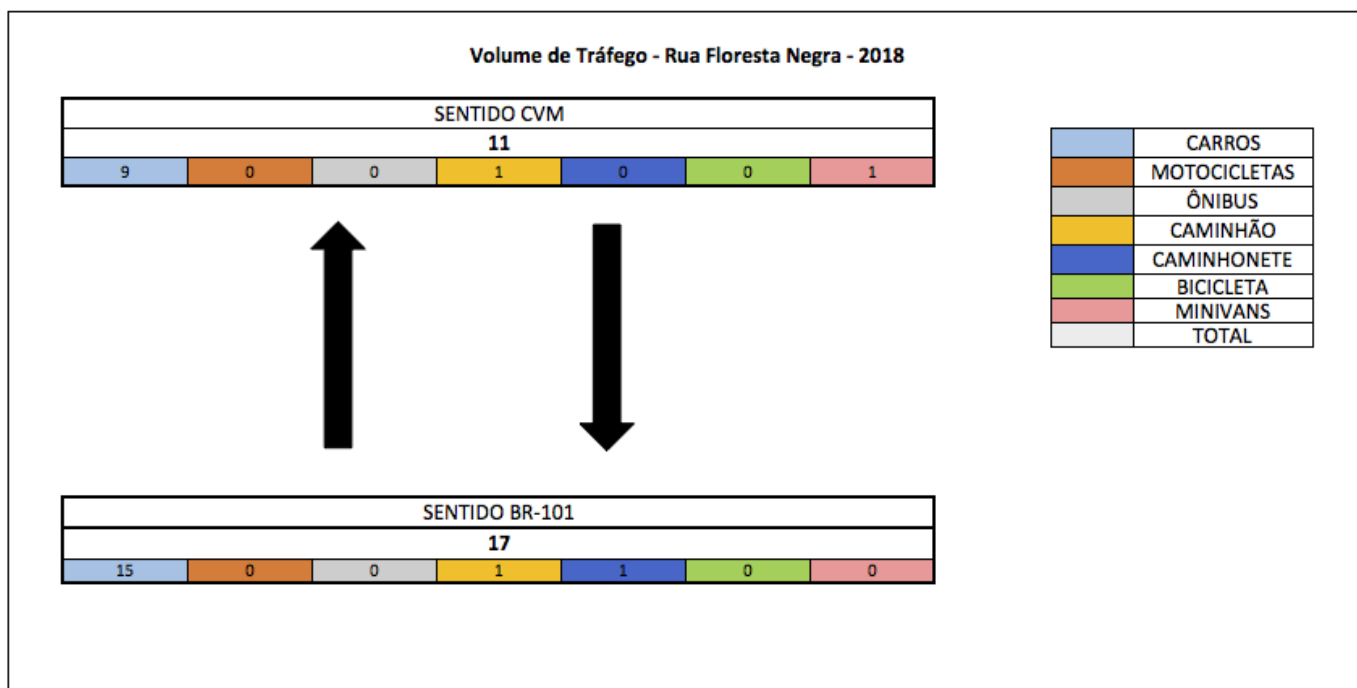 Volume de Tráfego - Rua Floresta Negra - 2018
SENTIDO CVM
11
9 0 0 1 0 0 1
CARROS
MOTOCICLETAS
ÔNIBUS
CAMINHÃO
CAMINHONETE
BICICLETA
MINIVANS
TOTAL
SENTIDO BR-101
17
15 0 0 1 1 0 0